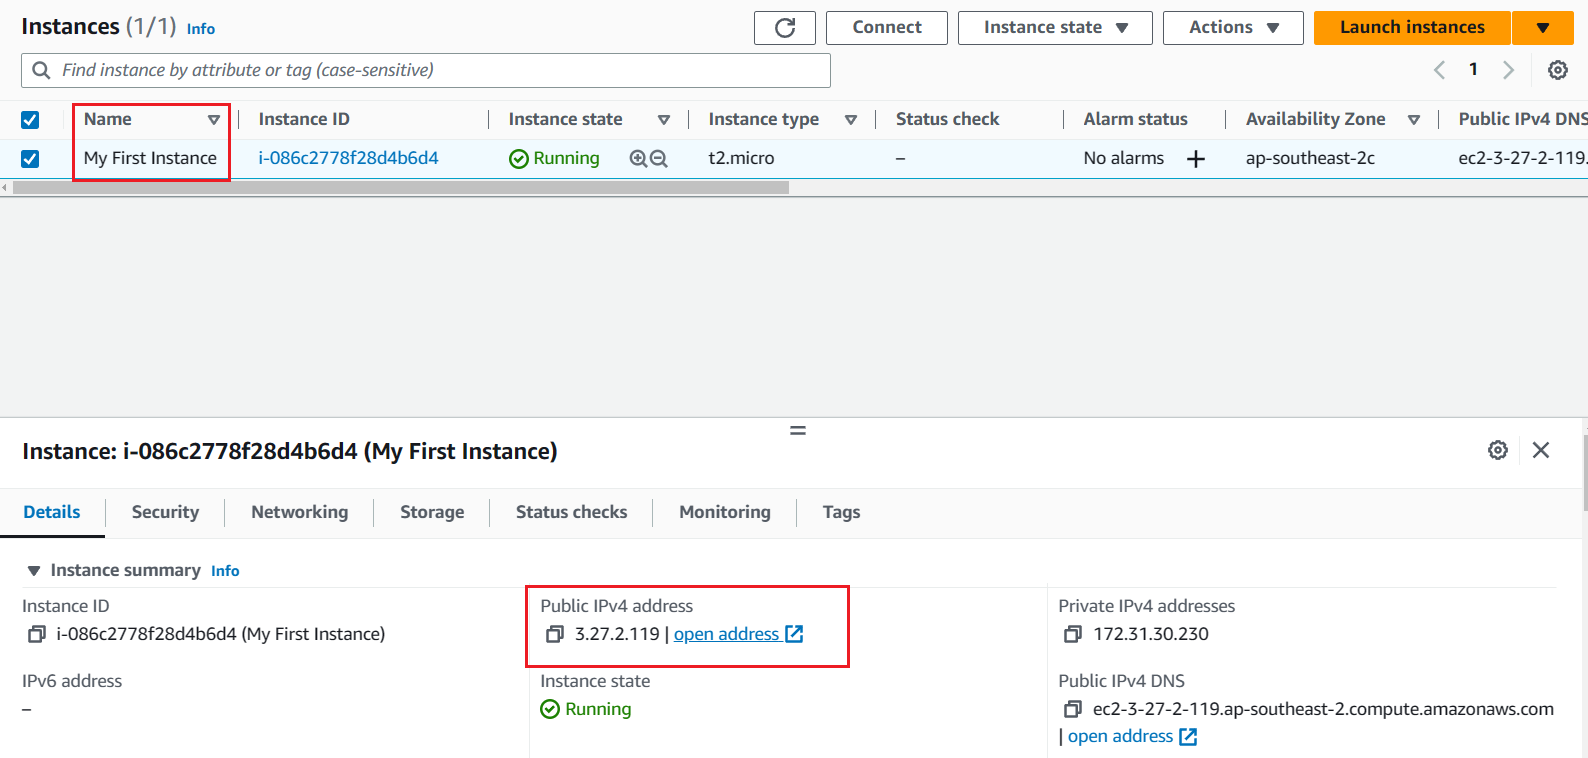 Instances (1/1) Info
Connect
Instance state
Actions
Launch instances
Find instance by attribute or tag (case-sensitive)
1
Name Instance ID Instance state Instance type Status check Alarm status Availability Zone Public IPv4 DNS
My First Instance i-086c2778f28d4b6d4 Running t2.micro – No alarms + ap-southeast-2c ec2-3-27-2-119.
Instance: i-086c2778f28d4b6d4 (My First Instance)
Details Security Networking Storage Status checks Monitoring Tags
Instance summary Info
Instance ID
i-086c2778f28d4b6d4 (My First Instance)
Public IPv4 address
3.27.2.119 | open address
Private IPv4 addresses
172.31.30.230
IPv6 address
–
Instance state
Running
Public IPv4 DNS
ec2-3-27-2-119.ap-southeast-2.compute.amazonaws.com
| open address